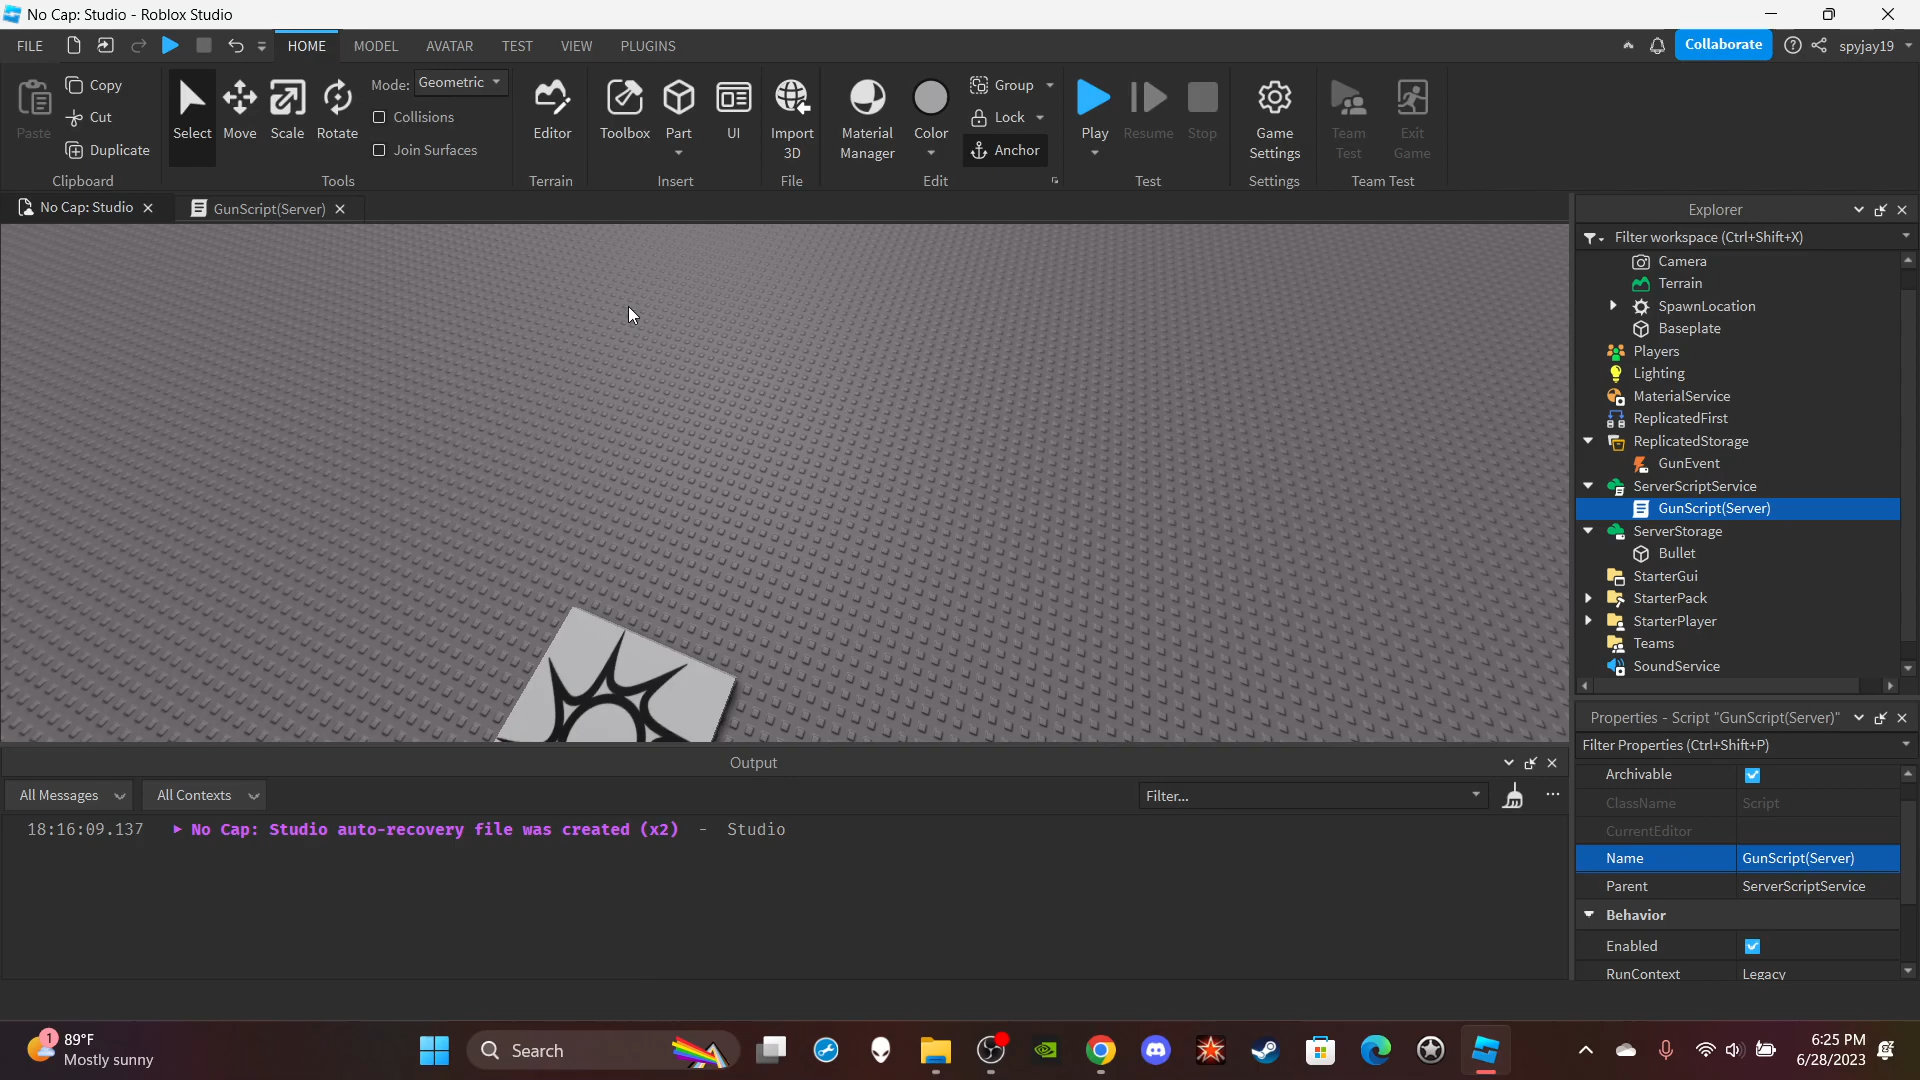 No Cap: Studio - Roblox Studio
FILE
HOME
MODEL
AVATAR
TEST
VIEW
PLUGINS
Collaborate
spyjay19
Paste
Copy
Cut
Duplicate
Clipboard
Select
Move
Scale
Rotate
Mode:
Geometric
Collisions
Join Surfaces
Tools
Editor
Terrain
Toolbox
Part
UI
Insert
Import
3D
File
Material
Manager
Color
Group
Lock
Anchor
Edit
Play
Resume
Stop
Test
Game
Settings
Settings
Team
Test
Exit
Game
Team Test
No Cap: Studio
GunScript(Server)
Explorer
Filter workspace (Ctrl+Shift+X)
Camera
Terrain
SpawnLocation
Baseplate
Players
Lighting
MaterialService
ReplicatedFirst
ReplicatedStorage
GunEvent
ServerScriptService
GunScript(Server)
ServerStorage
Bullet
StarterGui
StarterPack
StarterPlayer
Teams
SoundService
Properties - Script "GunScript(Server)"
Filter Properties (Ctrl+Shift+P)
Archivable
ClassName Script
CurrentEditor
Name GunScript(Server)
Parent ServerScriptService
Behavior
Enabled
RunContext Legacy
Output
All Messages
All Contexts
Filter...
18:16:09.137 No Cap: Studio auto-recovery file was created (x2) - Studio
1
89°F
Mostly sunny
Search
6:25 PM
6/28/2023